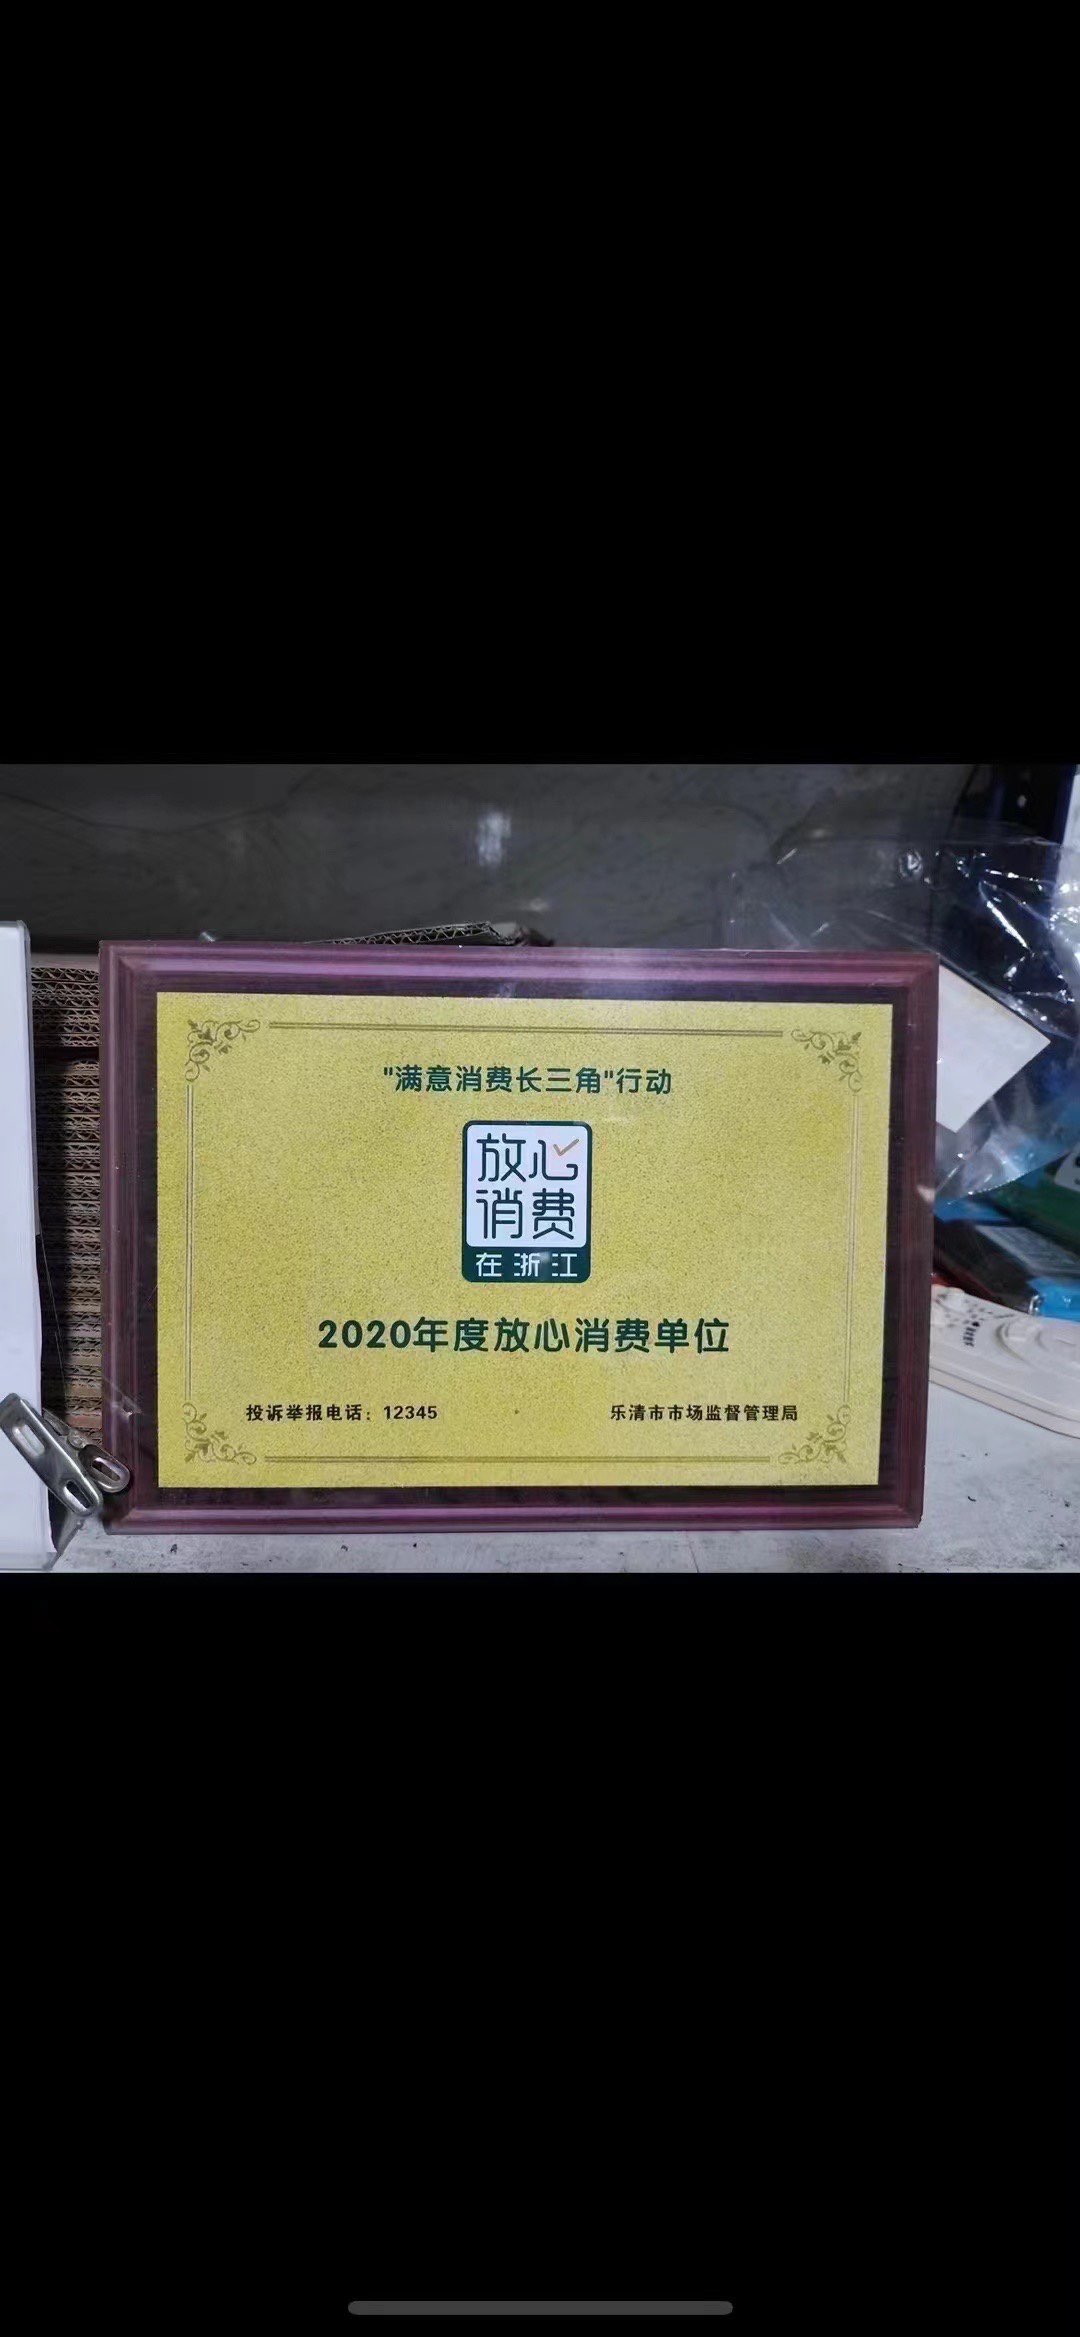 "满意消费长三角"行动
放心
消费
在浙江
2020年度放心消费单位
投诉举报电话：12345
乐清市市场监督管理局